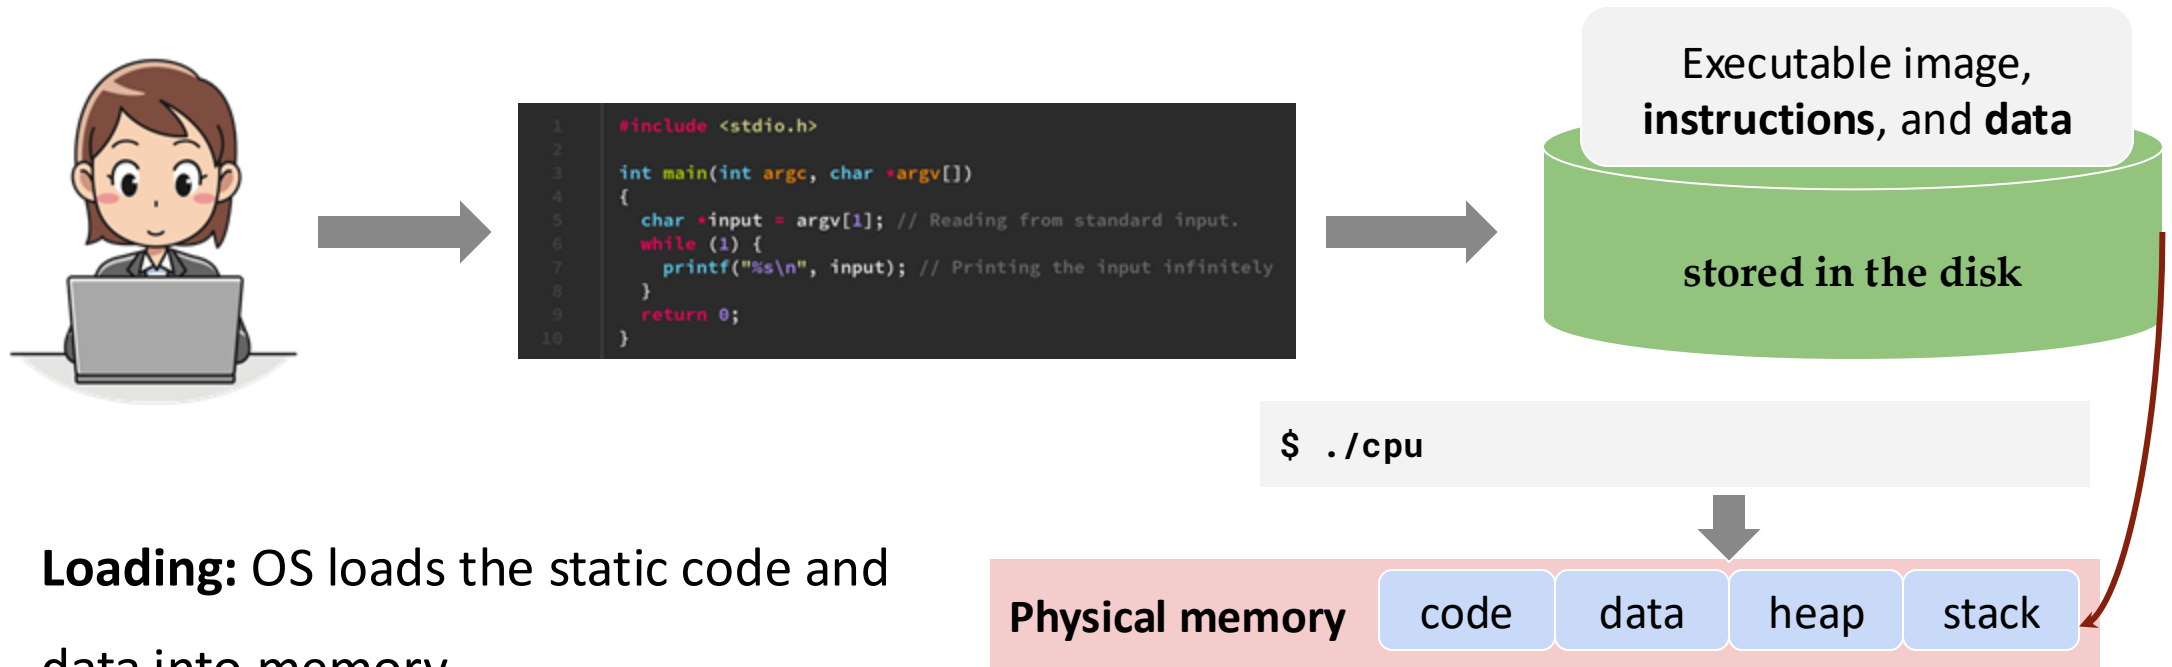 Executable image,
instructions, and data
1 #include <stdio.h>
2
3 int main(int argc, char *argv[])
4 {
5 char *input = argv[1]; // Reading from standard input.
6 while (1) {
7 printf("%s\n", input); // Printing the input infinitely
8 }
9 return 0;
10 }
stored in the disk
$ ./cpu
Loading: OS loads the static code and
data into memory
Physical memory code data heap stack